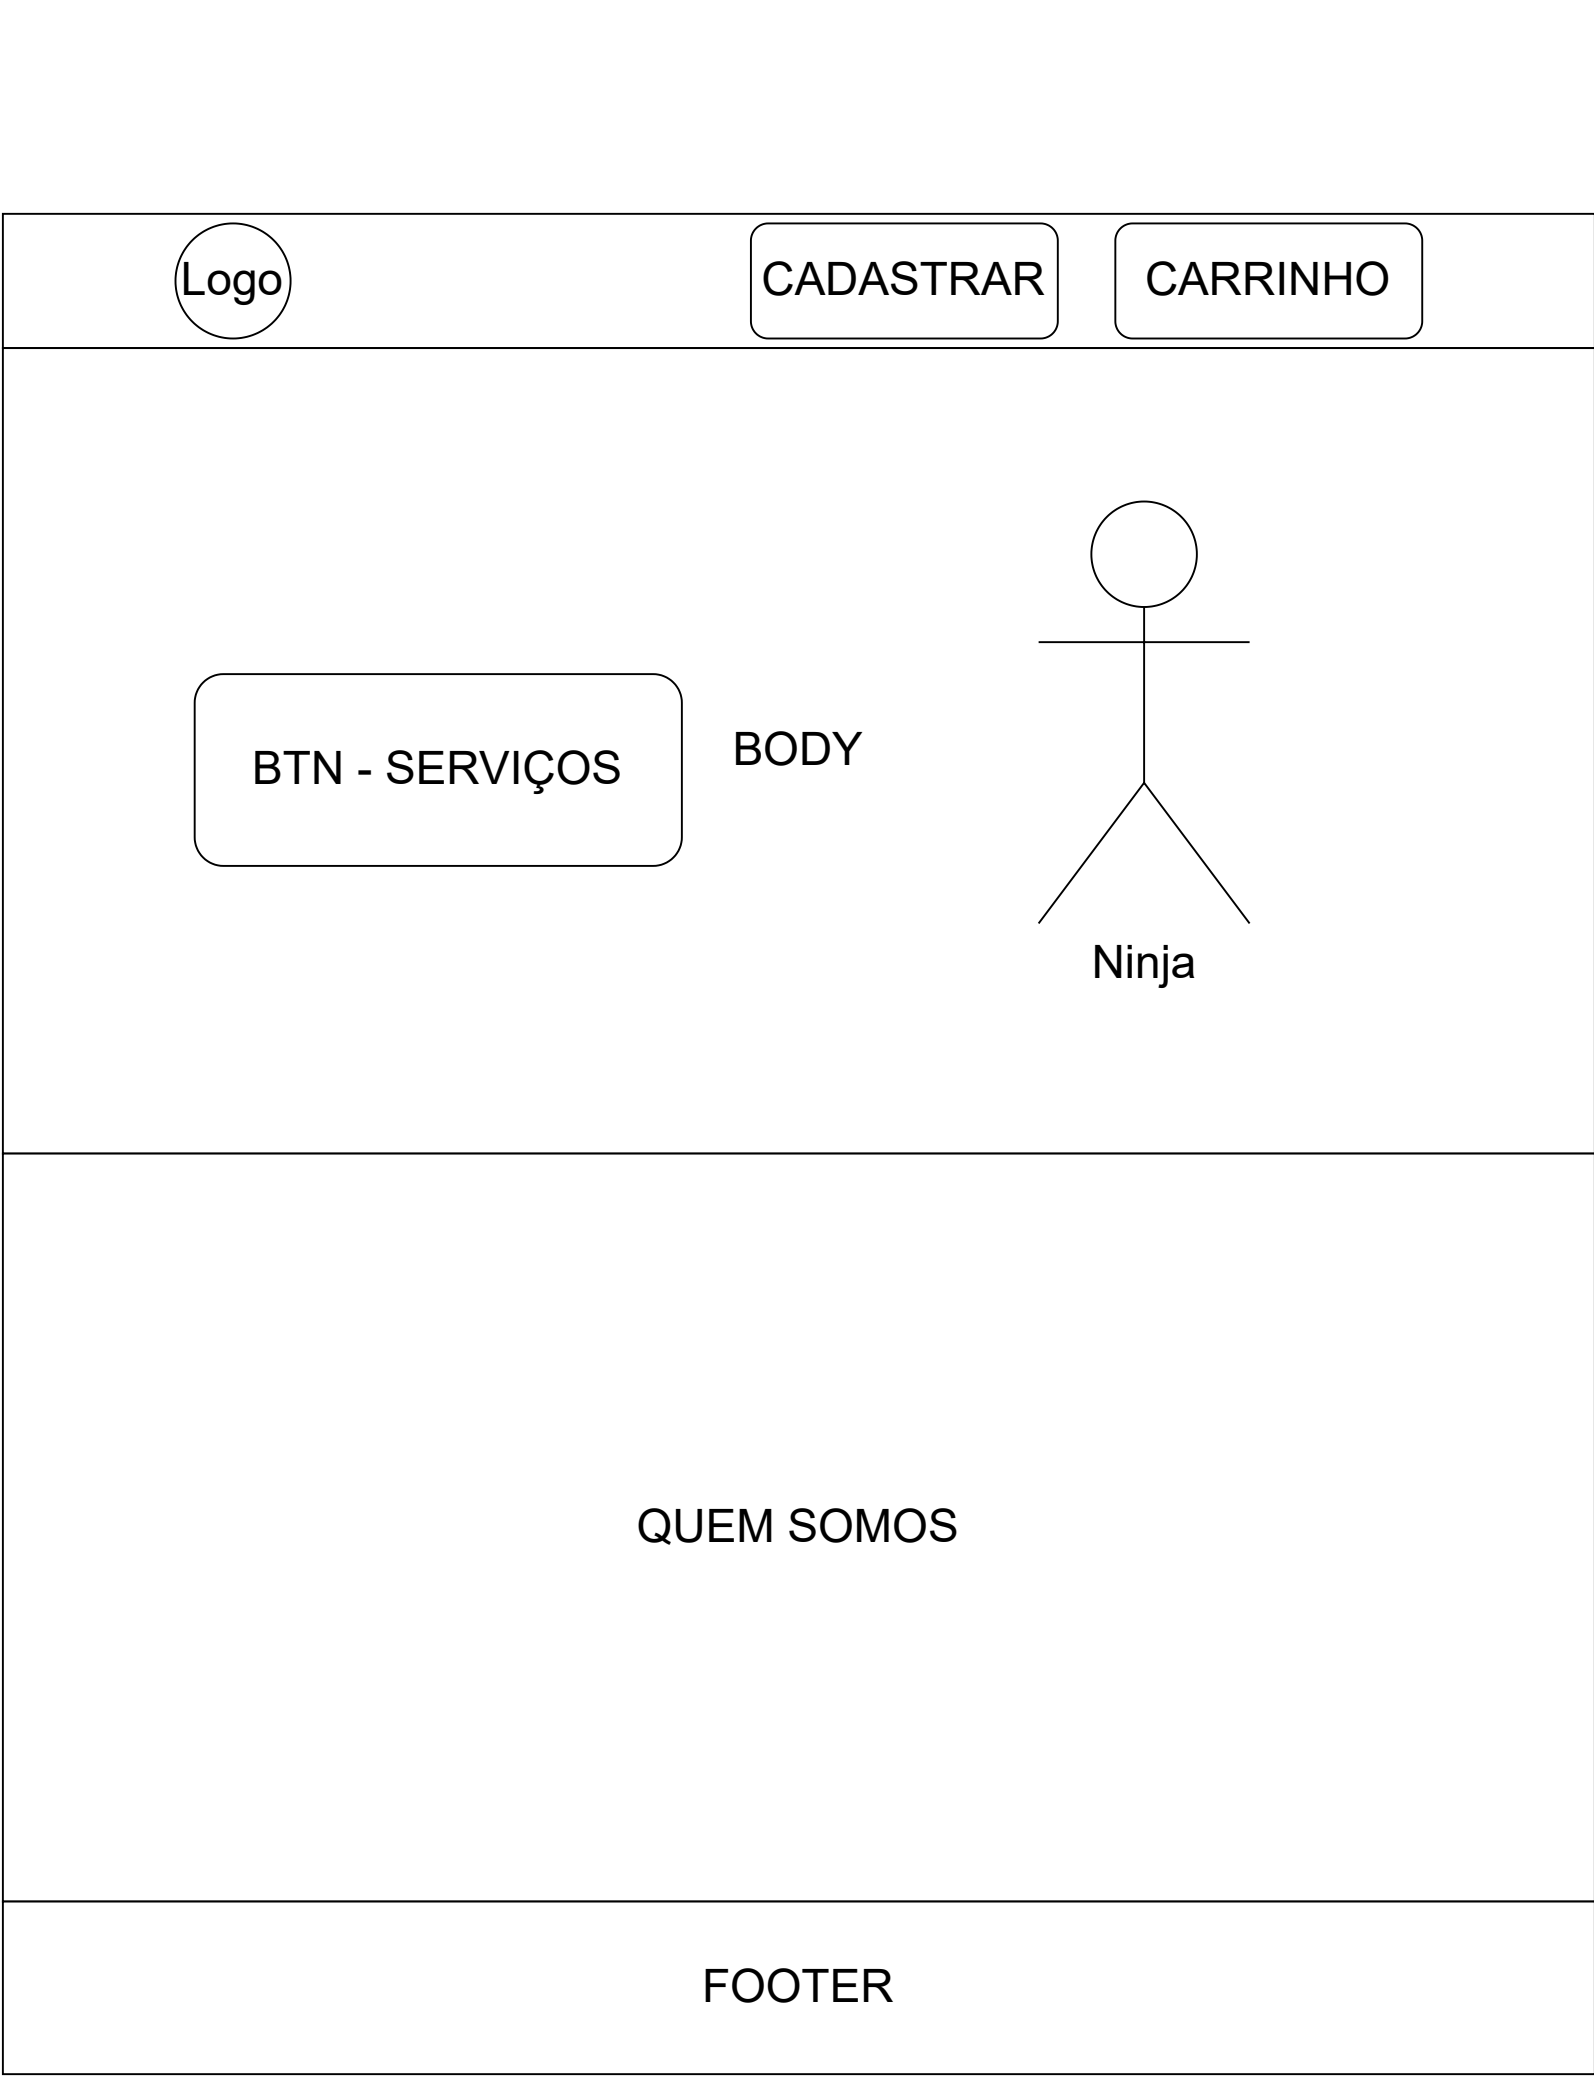 Logo
CADASTRAR
CARRINHO
BTN - SERVIÇOS
BODY
Ninja
QUEM SOMOS
FOOTER